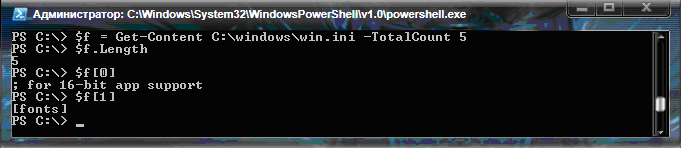 Администратор: C:\Windows\System32\WindowsPowerShell\v1.0\powershell.exe
PS C:\> $f = Get-Content C:\windows\win.ini -TotalCount 5
PS C:\> $f.Length
5
PS C:\> $f[0]
; for 16-bit app support
PS C:\> $f[1]
[fonts]
PS C:\> _